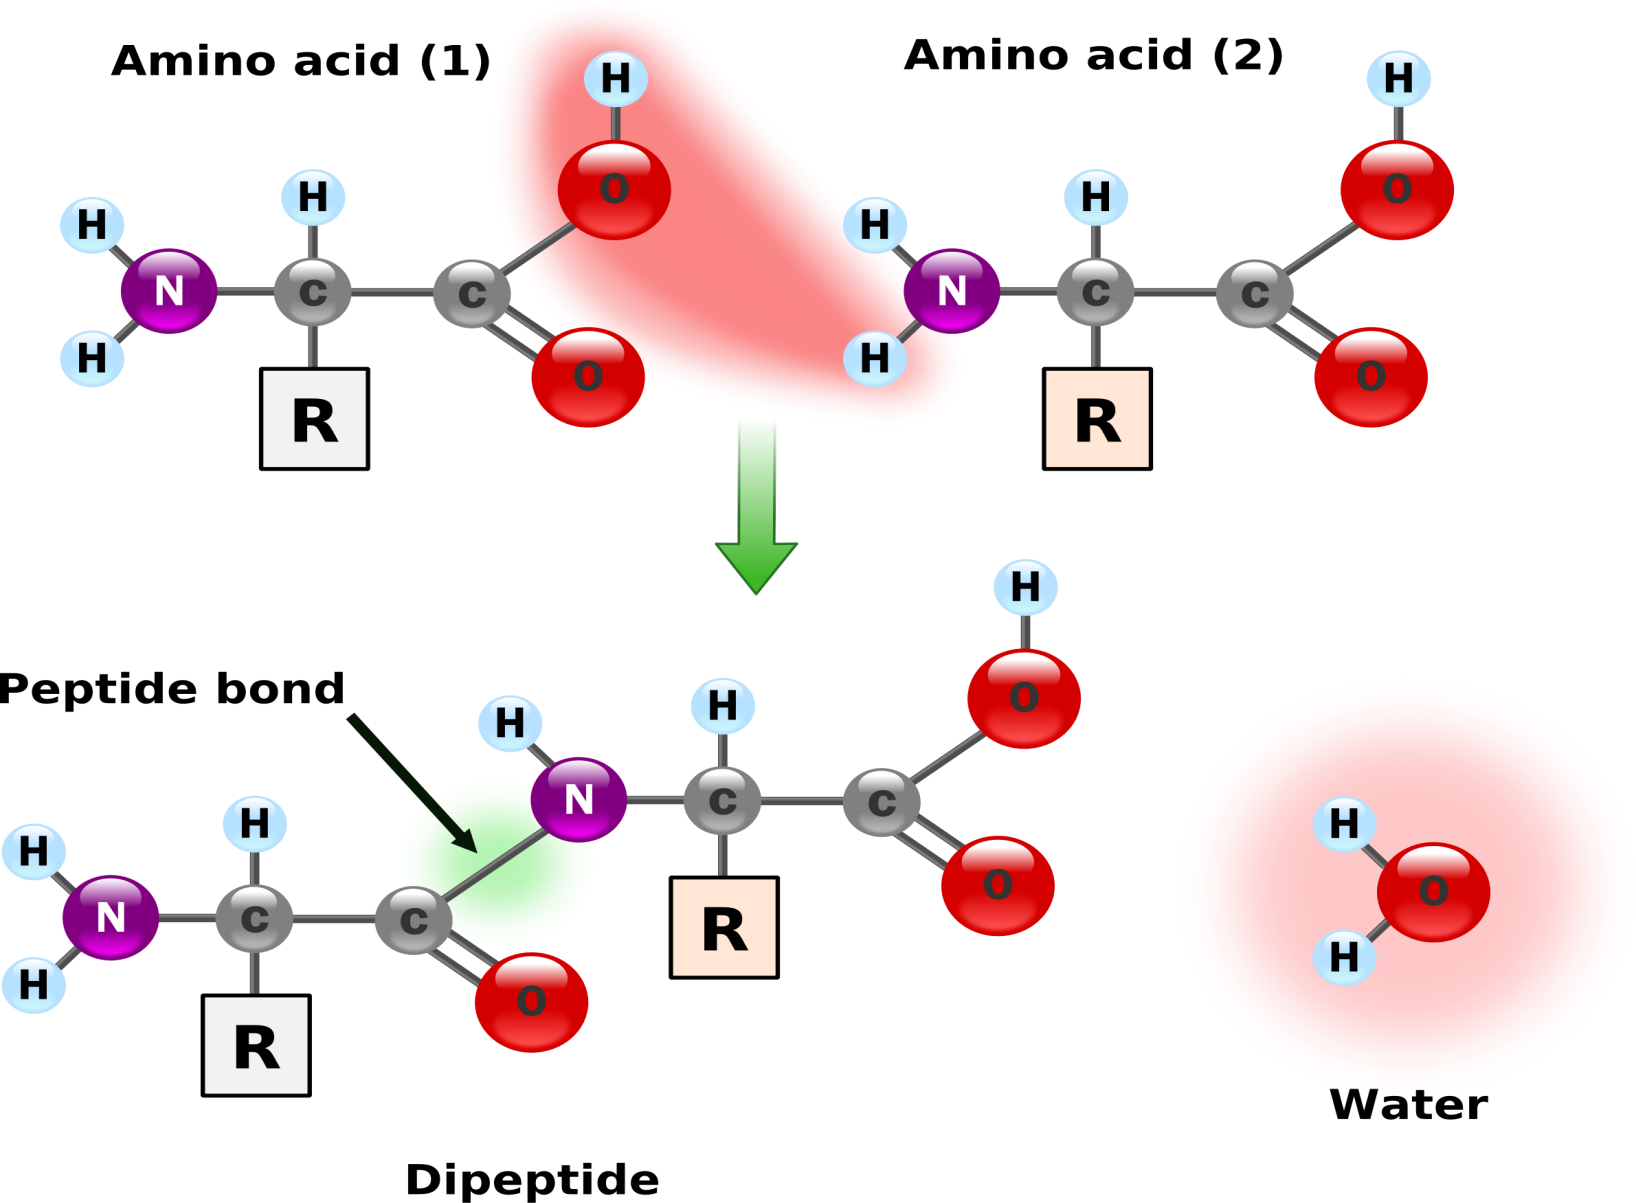 Amino acid (1)
Amino acid (2)
H
H
O
H
H
H
H
O
N
C
C
N
C
C
H
H
O
O
R
R
H
Peptide bond
O
H
H
N
C
C
H
H
H
O
N
C
C
O
H
H
R
O
R
Water
Dipeptide